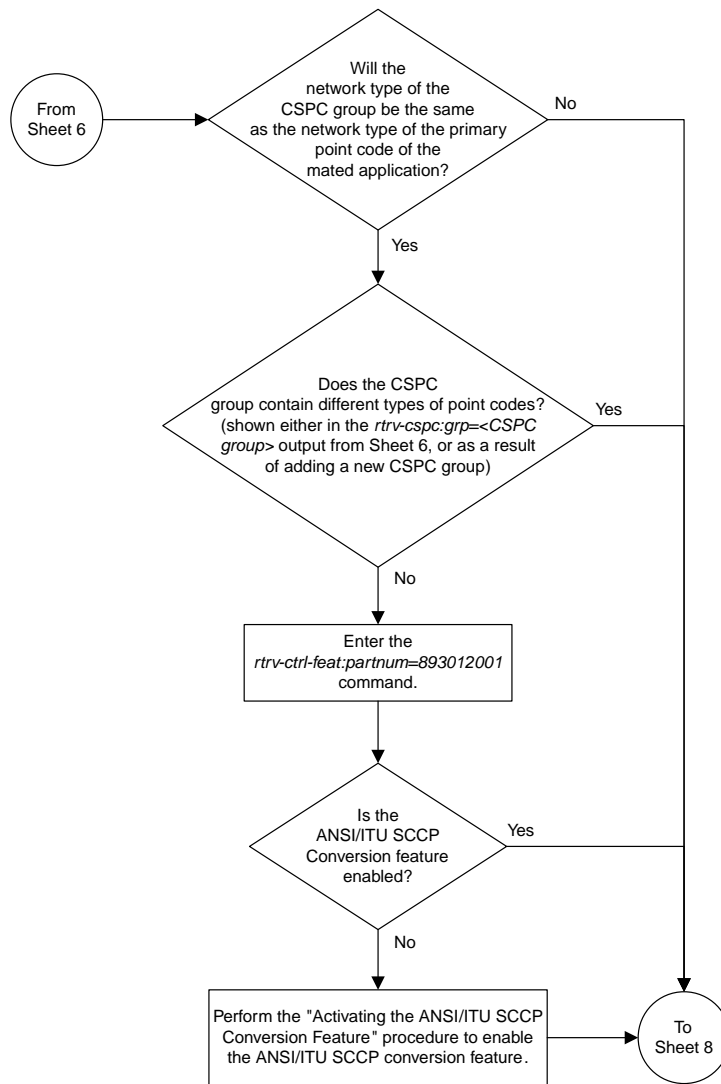 From
Sheet 6
Will the
network type of the
CSPC group be the same
as the network type of the primary
point code of the
mated application?
No
Yes
Does the CSPC
group contain different types of point codes?
(shown either in the rtrv-cspc:grp=<CSPC
group> output from Sheet 6, or as a result
of adding a new CSPC group)
Yes
No
Enter the
rtrv-ctrl-feat:partnum=893012001
command.
Is the
ANSI/ITU SCCP
Conversion feature
enabled?
Yes
No
Perform the "Activating the ANSI/ITU SCCP
Conversion Feature" procedure to enable
the ANSI/ITU SCCP conversion feature.
To
Sheet 8